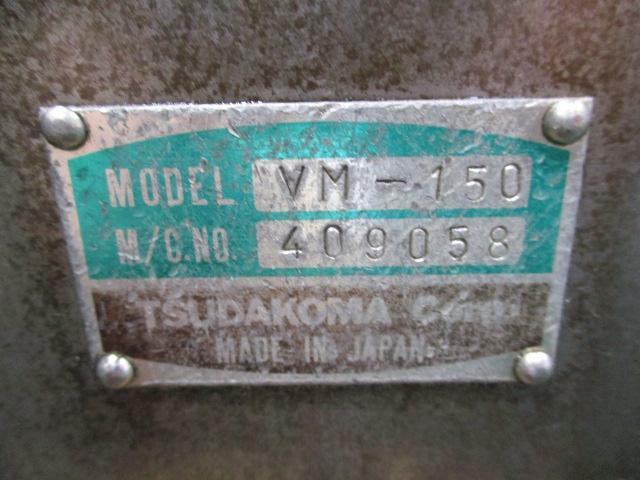 MODEL VM-150
M/C.NO. 409058
TSUDAKOMA Corp.
MADE IN JAPAN.